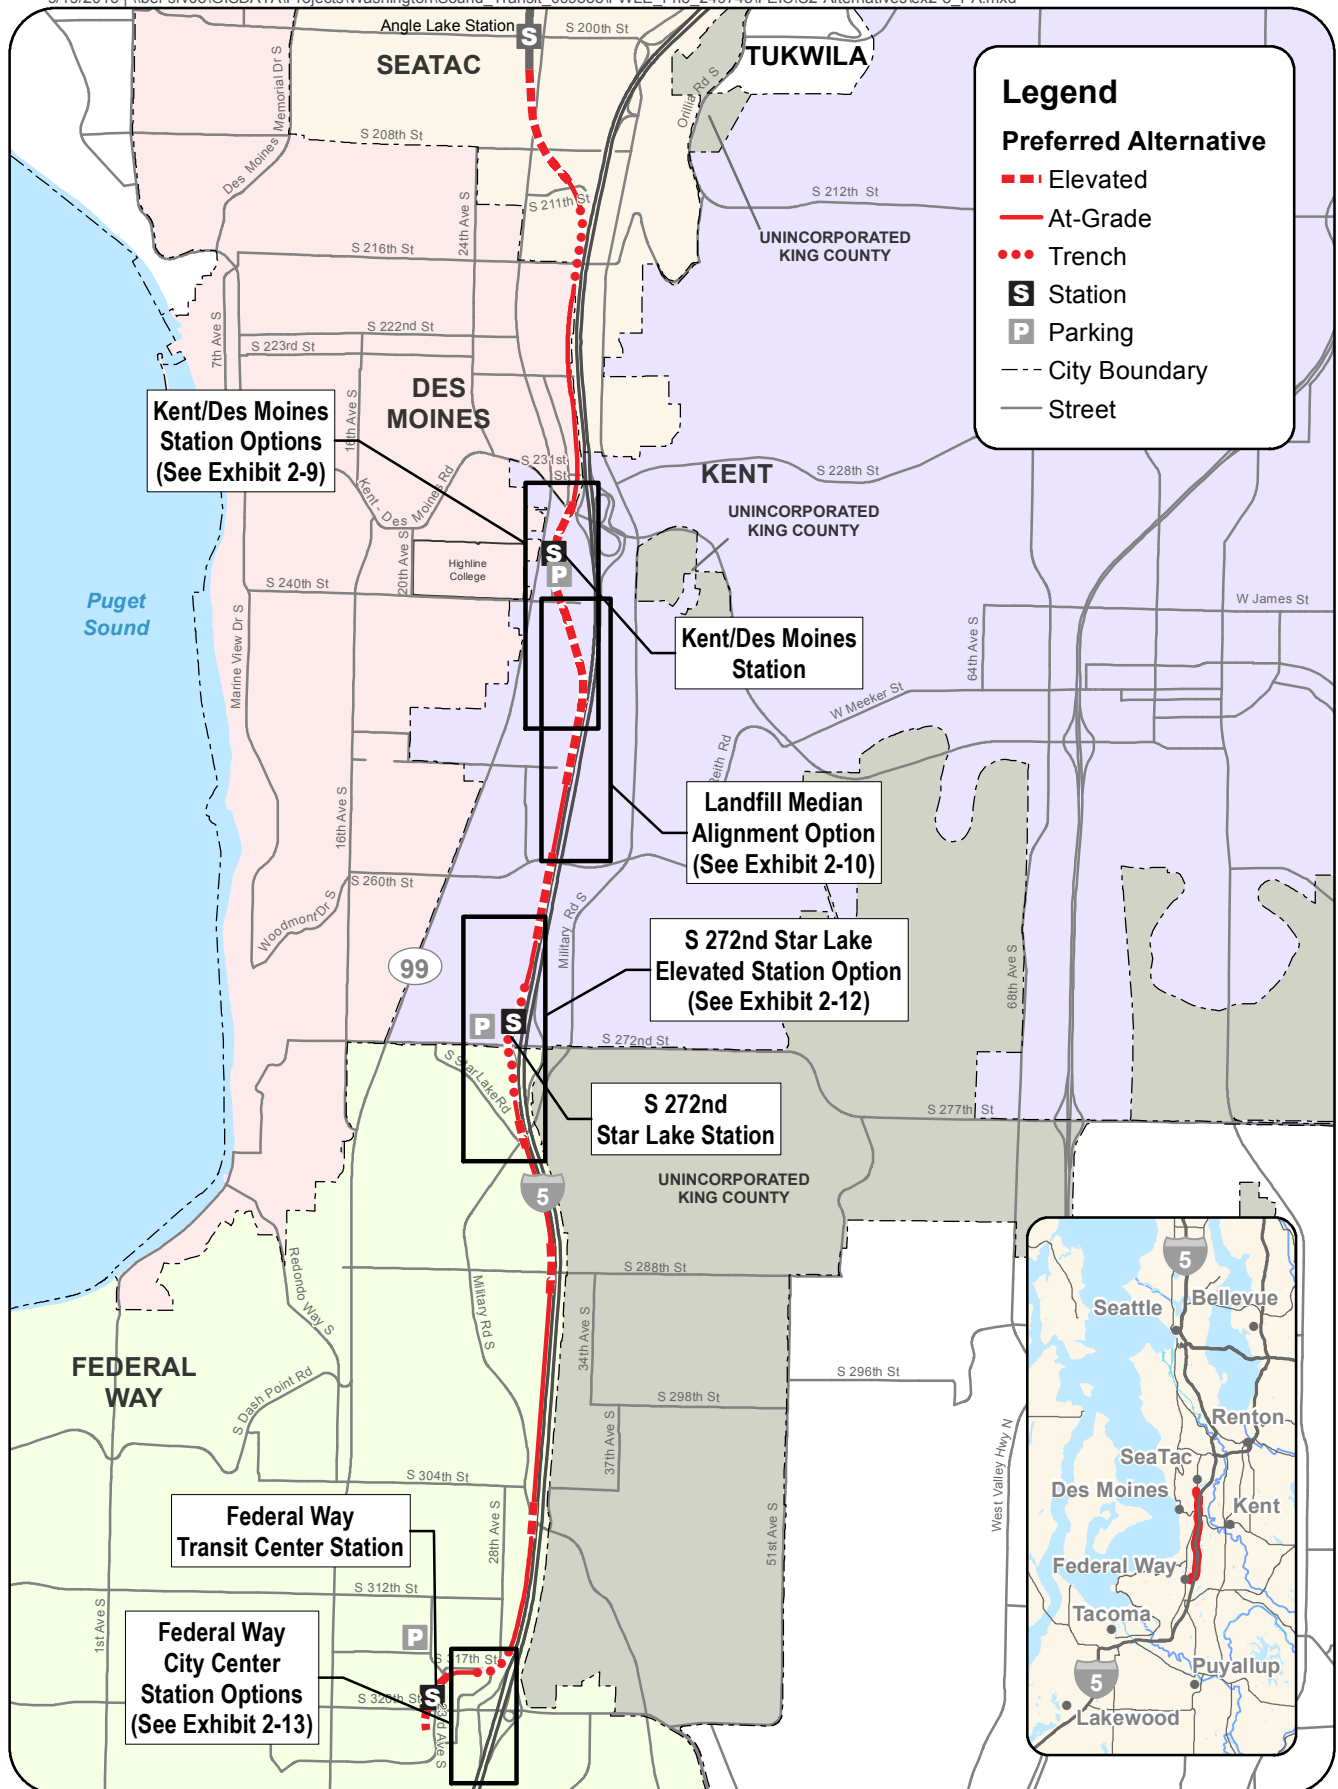 Angle Lake Station
S
S 200th St
SEATAC
TUKWILA
Des Moines Memorial Dr S
S 208th St
Orillia Rd S
S 212th St
S 211th St
24th Ave S
S 216th St
UNINCORPORATED
KING COUNTY
Legend
Preferred Alternative
Elevated
At-Grade
Trench
S Station
P Parking
City Boundary
Street
7th Ave S
S 222nd St
S 223rd St
DES
MOINES
16th Ave S
Kent/Des Moines
Station Options
(See Exhibit 2-9)
S 231st
St
KENT
S 228th St
Kent - Des Moines Rd
UNINCORPORATED
KING COUNTY
20th Ave S
Highline
College
S
P
S 240th St
Puget
Sound
Marine View Dr S
W James St
64th Ave S
Kent/Des Moines
Station
W Meeker St
Reith Rd
16th Ave S
Landfill Median
Alignment Option
(See Exhibit 2-10)
S 260th St
Woodmont Dr S
Military Rd S
99
S 272nd Star Lake
Elevated Station Option
(See Exhibit 2-12)
68th Ave S
P
S
S 272nd St
S Star Lake Rd
S 272nd
Star Lake Station
S 277th St
UNINCORPORATED
KING COUNTY
5
Redondo Way S
Military Rd S
S 288th St
34th Ave S
FEDERAL
WAY
S Dash Point Rd
S 296th St
S 298th St
37th Ave S
West Valley Hwy N
S 304th St
28th Ave S
51st Ave S
Federal Way
Transit Center Station
S 312th St
1st Ave S
P
Federal Way
City Center
Station Options
(See Exhibit 2-13)
S 317th St
S 320th St
S
23rd Ave S
5
Seattle
Bellevue
Renton
SeaTac
Des Moines
Kent
Federal Way
Tacoma
Puyallup
5
Lakewood